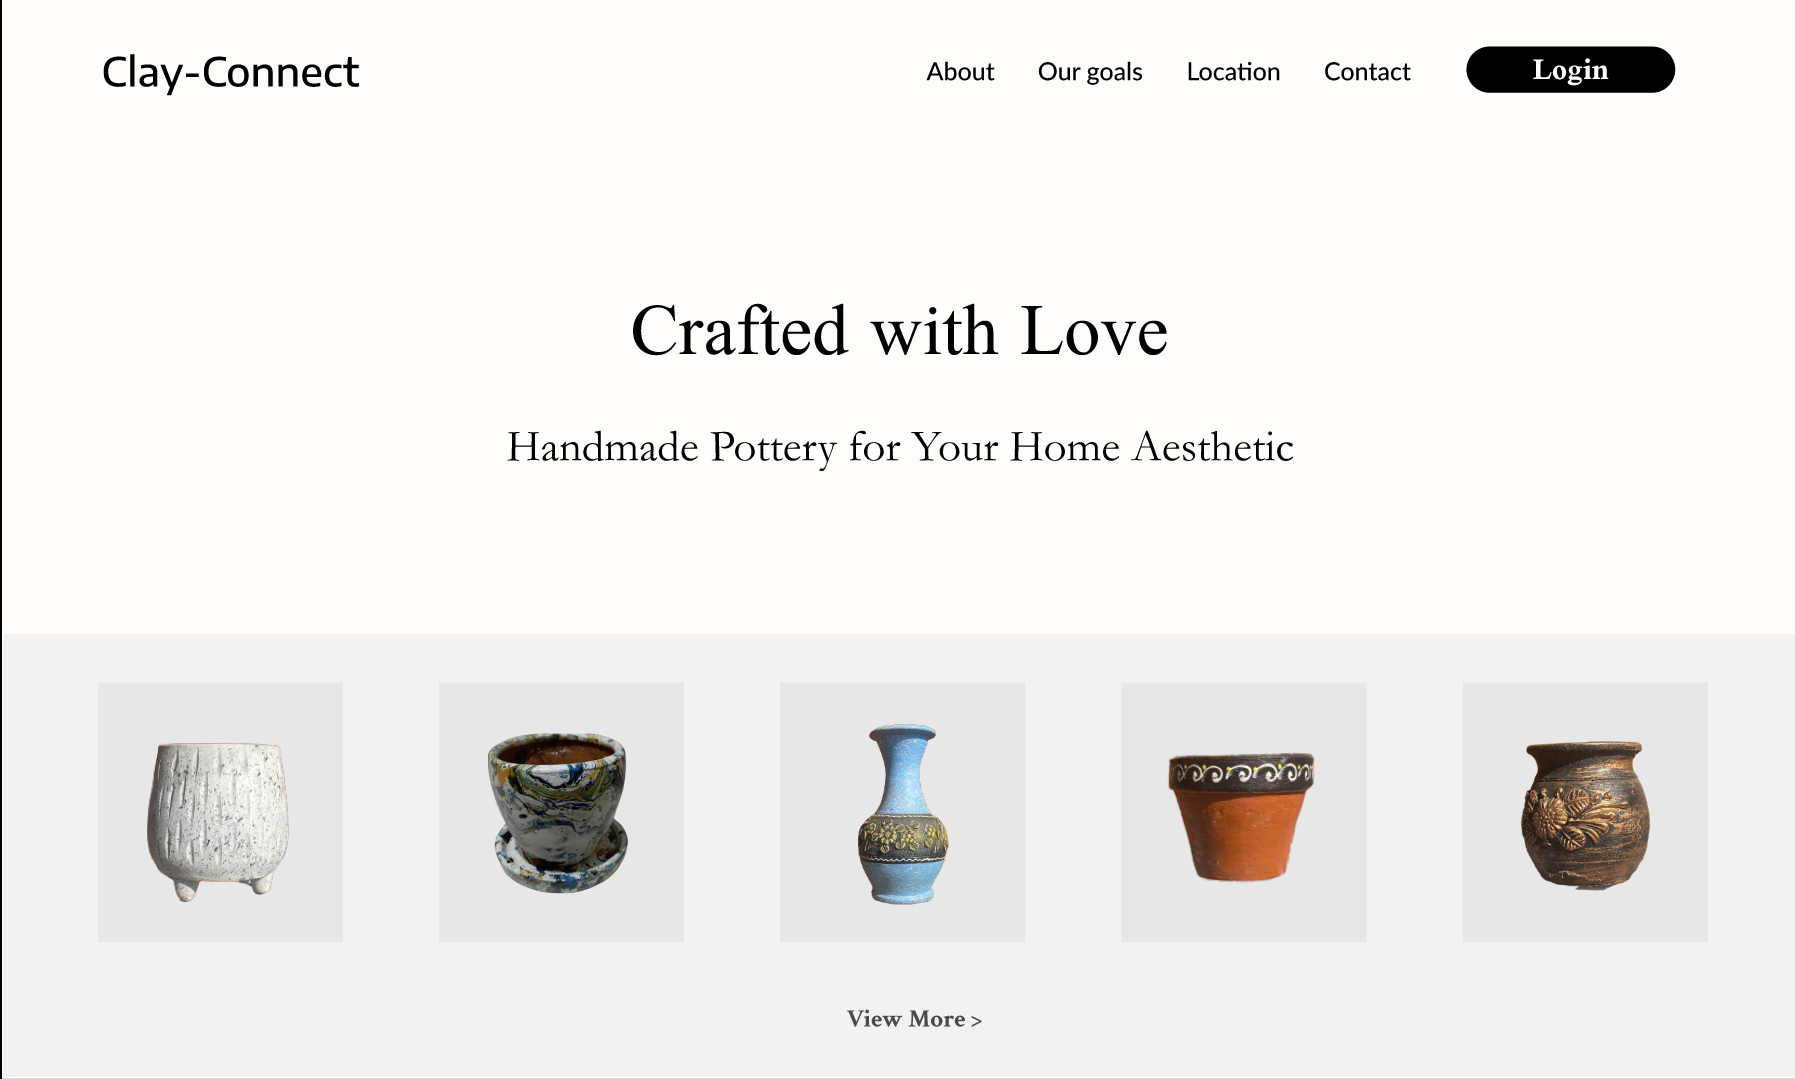 Clay-Connect
About
Our goals
Location
Contact
Login
Crafted with Love
Handmade Pottery for Your Home Aesthetic
View More >